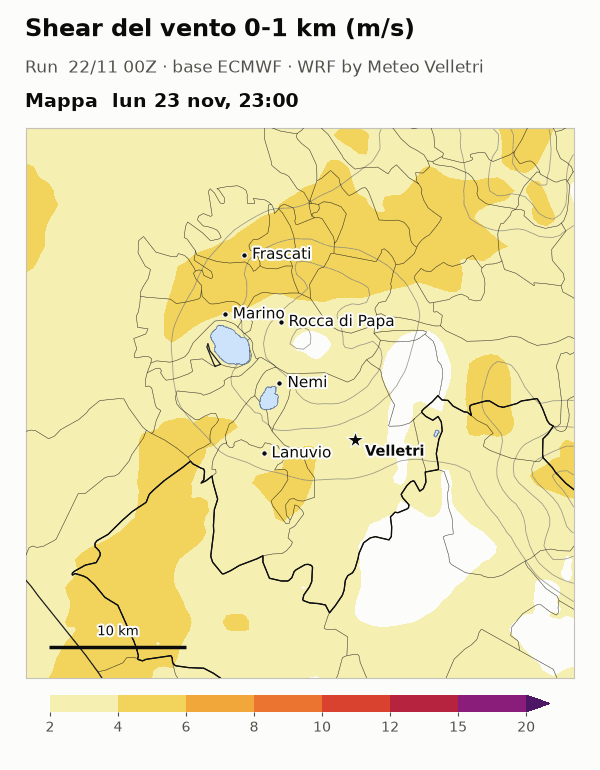 Shear del vento 0-1 km (m/s)
Run  22/11 00Z · base ECMWF · WRF by Meteo Velletri
Mappa  lun 23 nov, 23:00
Frascati
Marino
Rocca di Papa
Nemi
Lanuvio
Velletri
10 km
2 4 6 8 10 12 15 20